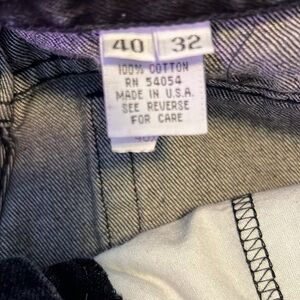 40 32
100% COTTON
RN 54054
MADE IN U.S.A.
SEE REVERSE
FOR CARE